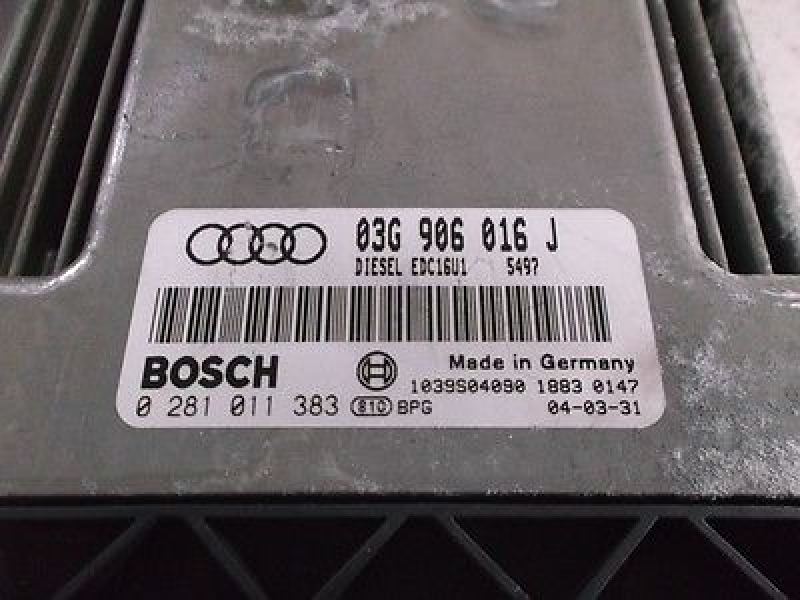 03G 906 016 J
DIESEL EDC16U1 5497
BOSCH
Made in Germany
1039S04090 1883 0147
0 281 011 383 810 BPG 04-03-31